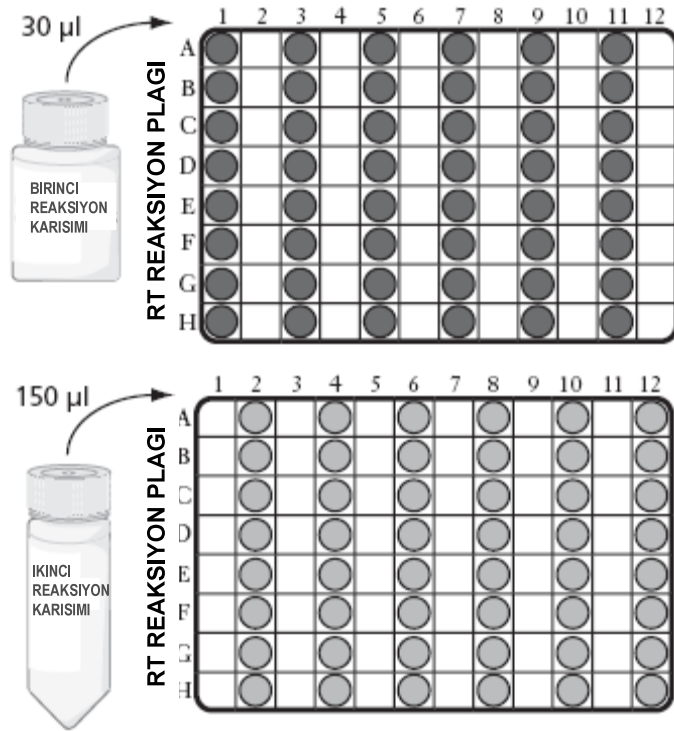 30 µl
1 2 3 4 5 6 7 8 9 10 11 12
BIRINCI
REAKSIYON
KARISIMI
RT REAKSIYON PLAGI
A
B
C
D
E
F
G
H
150 µl
1 2 3 4 5 6 7 8 9 10 11 12
IKINCI
REAKSIYON
KARISIMI
RT REAKSIYON PLAGI
A
B
C
D
E
F
G
H